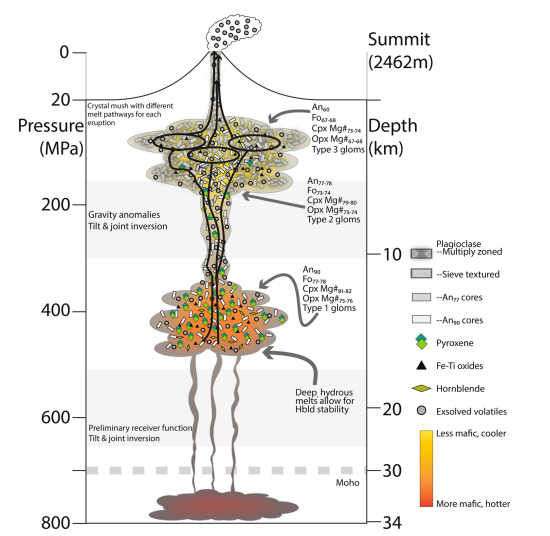 Summit
(2462m)
0
20
Pressure
(MPa)
200
400
600
800
Depth
(km)
10
20
30
34
Crystal mush with different
melt pathways for each
eruption
An60
Fo67-68
Cpx Mg#73-74
Opx Mg#67-68
Type 3 gloms
An77-78
Fo73-74
Cpx Mg#79-80
Opx Mg#73-74
Type 2 gloms
Gravity anomalies
Tilt & joint inversion
An90
Fo77-78
Cpx Mg#81-82
Opx Mg#75-76
Type 1 gloms
Deep, hydrous
melts allow for
Hbld stability
Preliminary receiver function
Tilt & joint inversion
Moho
Plagioclase
--Multiply zoned
--Sieve textured
--An77 cores
--An90 cores
Pyroxene
Fe-Ti oxides
Hornblende
Exsolved volatiles
Less mafic, cooler
More mafic, hotter